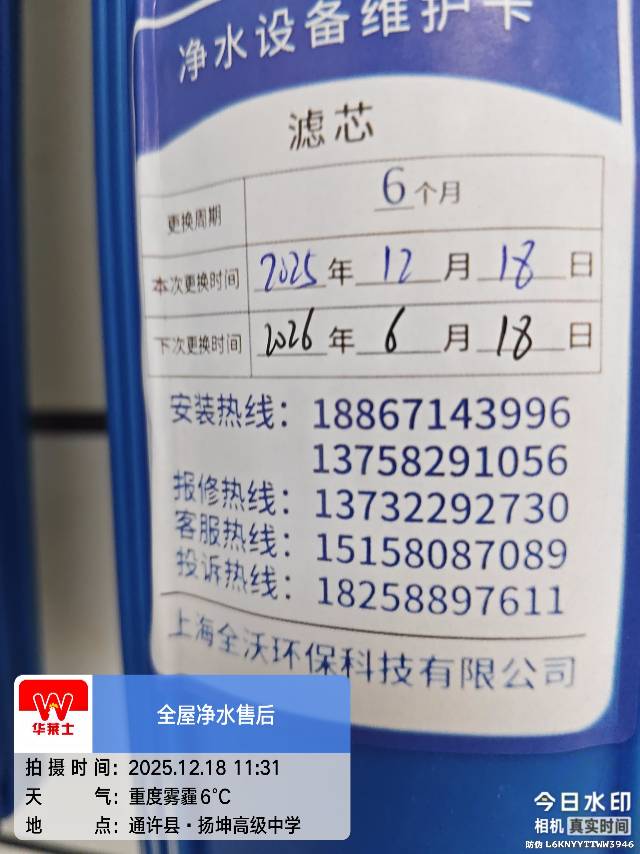 净水设备维护卡
滤芯
更换周期 6个月
本次更换时间 2025年12月18日
下次更换时间 2026年6月18日
安装热线：18867143996
13758291056
报修热线：13732292730
客服热线：15158087089
投诉热线：18258897611
上海全沃环保科技有限公司
华莱士
全屋净水售后
拍摄时间：2025.12.18 11:31
天气：重度雾霾 6℃
地点：通许县·扬坤高级中学
今日水印
相机 真实时间
防伪 L6KNYYTTWW3946